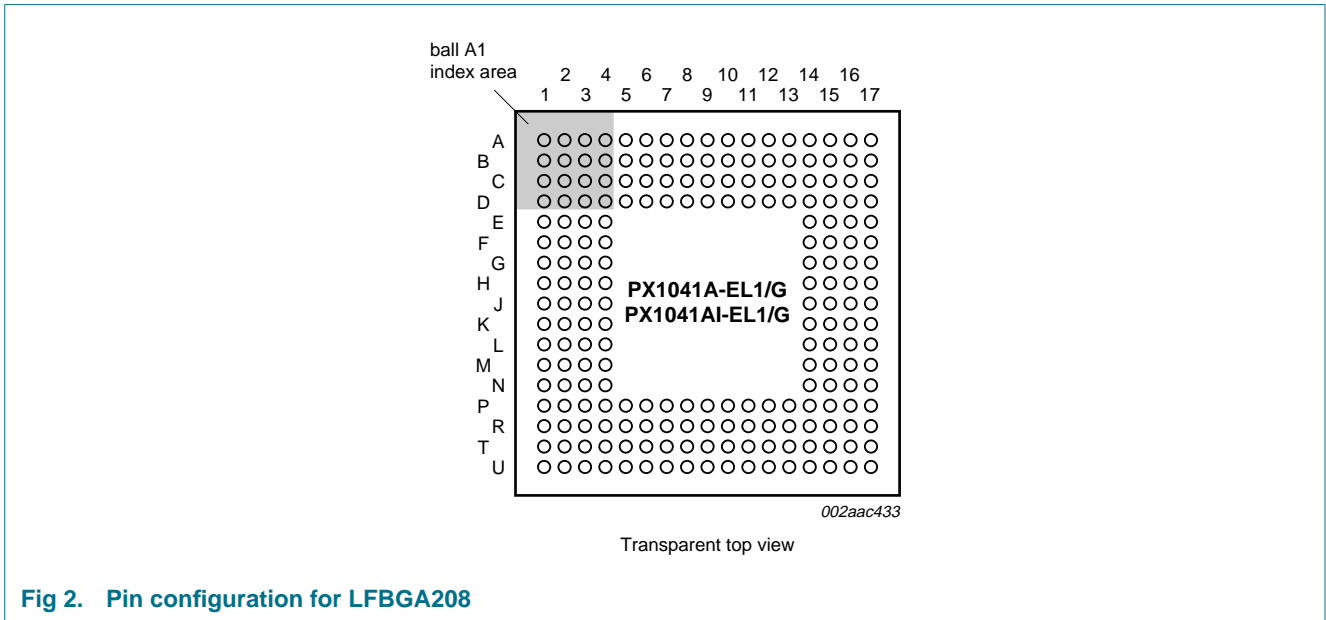 ball A1
index area
2 4 6 8 10 12 14 16
1 3 5 7 9 11 13 15 17
A
B
C
D
E
F
G
H
J
K
L
M
N
P
R
T
U
PX1041A-EL1/G
PX1041AI-EL1/G
002aac433
Transparent top view
Fig 2. Pin configuration for LFBGA208